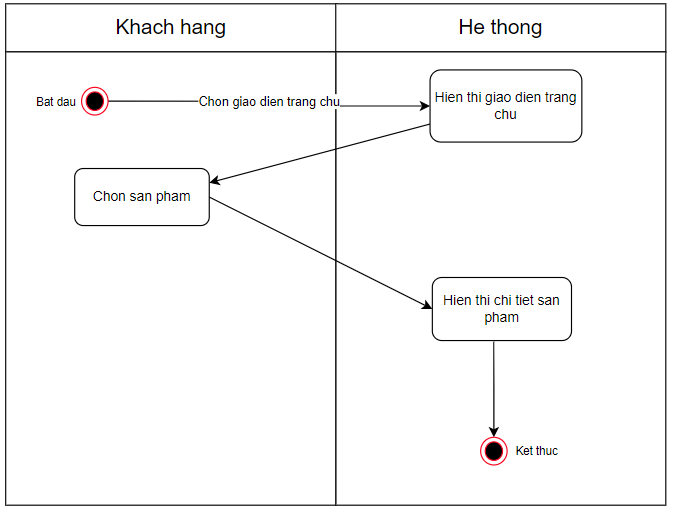 Khach hang
He thong
Bat dau
Chon giao dien trang chu
Hien thi giao dien trang
chu
Chon san pham
Hien thi chi tiet san
pham
Ket thuc